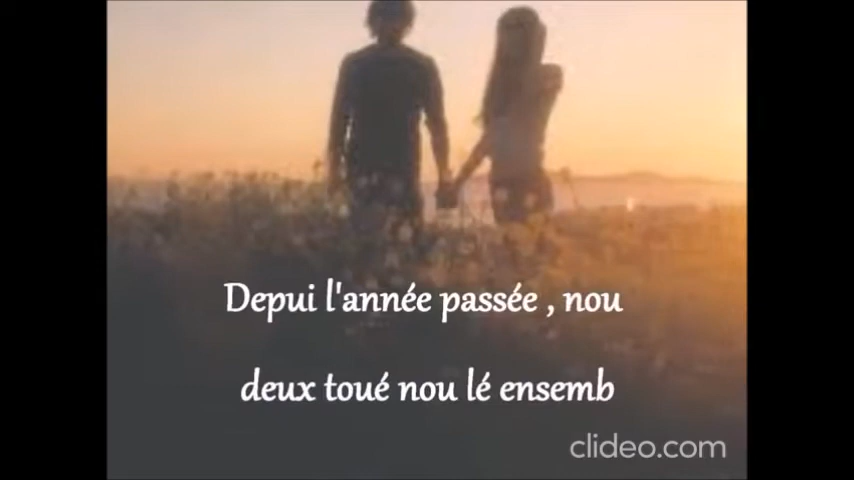 Depui l'année passée , nou
deux toué nou lé ensemb
clideo.com